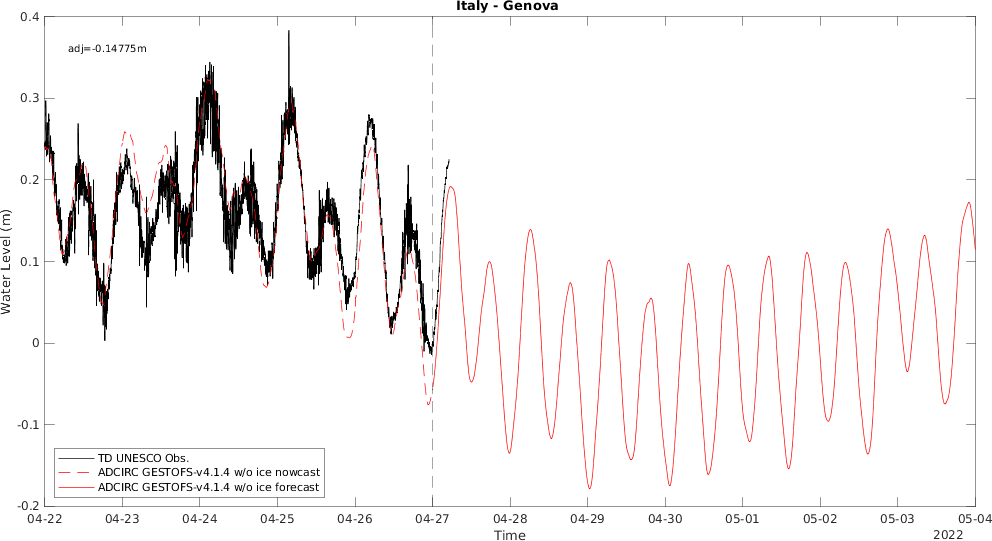 Italy - Genova
adj=-0.14775m
0.4
0.3
0.2
0.1
0
-0.1
-0.2
Water Level (m)
TD UNESCO Obs.
ADCIRC GESTOFS-v4.1.4 w/o ice nowcast
ADCIRC GESTOFS-v4.1.4 w/o ice forecast
04-22 04-23 04-24 04-25 04-26 04-27 04-28 04-29 04-30 05-01 05-02 05-03 05-04
Time
2022